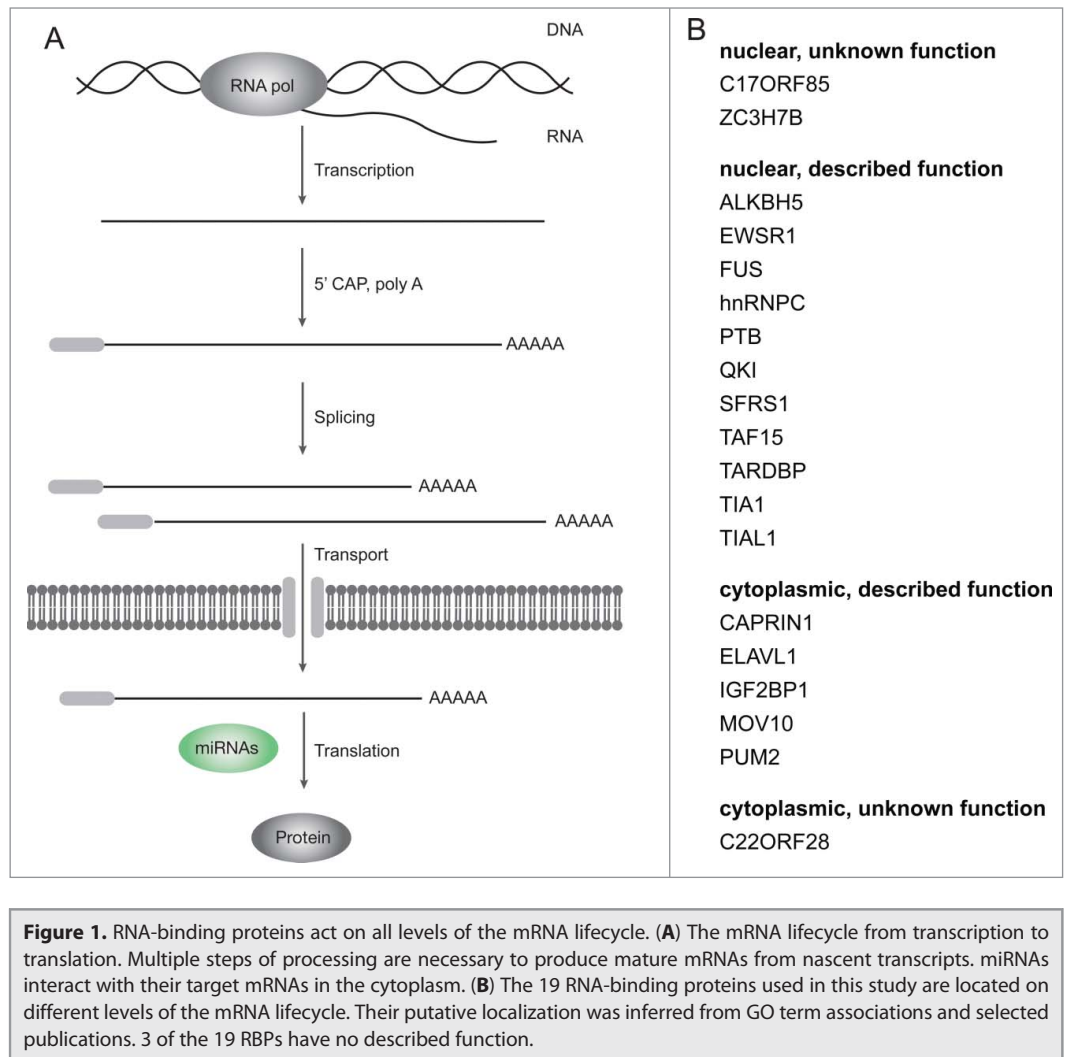 A
DNA
RNA pol
RNA
Transcription
5' CAP, poly A
AAAAA
Splicing
AAAAA
AAAAA
Transport
AAAAA
miRNAs
Translation
Protein
B
nuclear, unknown function
C17ORF85
ZC3H7B
nuclear, described function
ALKBH5
EWSR1
FUS
hnRNPC
PTB
QKI
SFRS1
TAF15
TARDBP
TIA1
TIAL1
cytoplasmic, described function
CAPRIN1
ELAVL1
IGF2BP1
MOV10
PUM2
cytoplasmic, unknown function
C22ORF28
Figure 1. RNA-binding proteins act on all levels of the mRNA lifecycle. (A) The mRNA lifecycle from transcription to
translation. Multiple steps of processing are necessary to produce mature mRNAs from nascent transcripts. miRNAs
interact with their target mRNAs in the cytoplasm. (B) The 19 RNA-binding proteins used in this study are located on
different levels of the mRNA lifecycle. Their putative localization was inferred from GO term associations and selected
publications. 3 of the 19 RBPs have no described function.